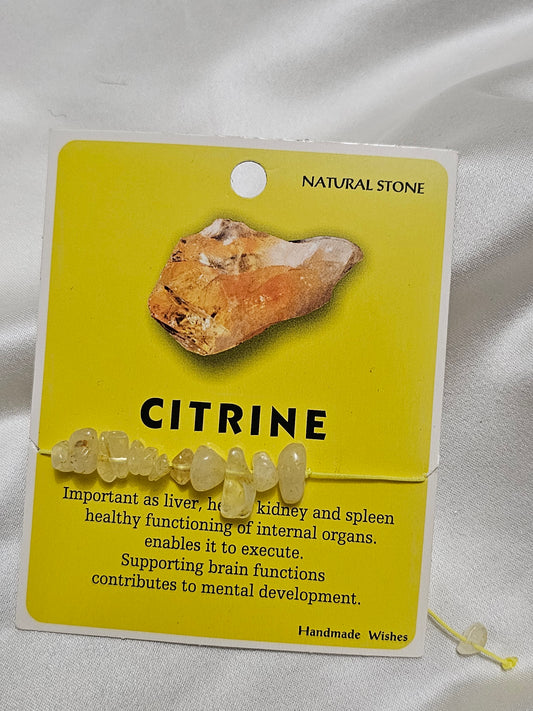 NATURAL STONE
CITRINE
Important as liver, kidney and spleen
healthy functioning of internal organs.
enables it to execute.
Supporting brain functions
contributes to mental development.
Handmade Wishes